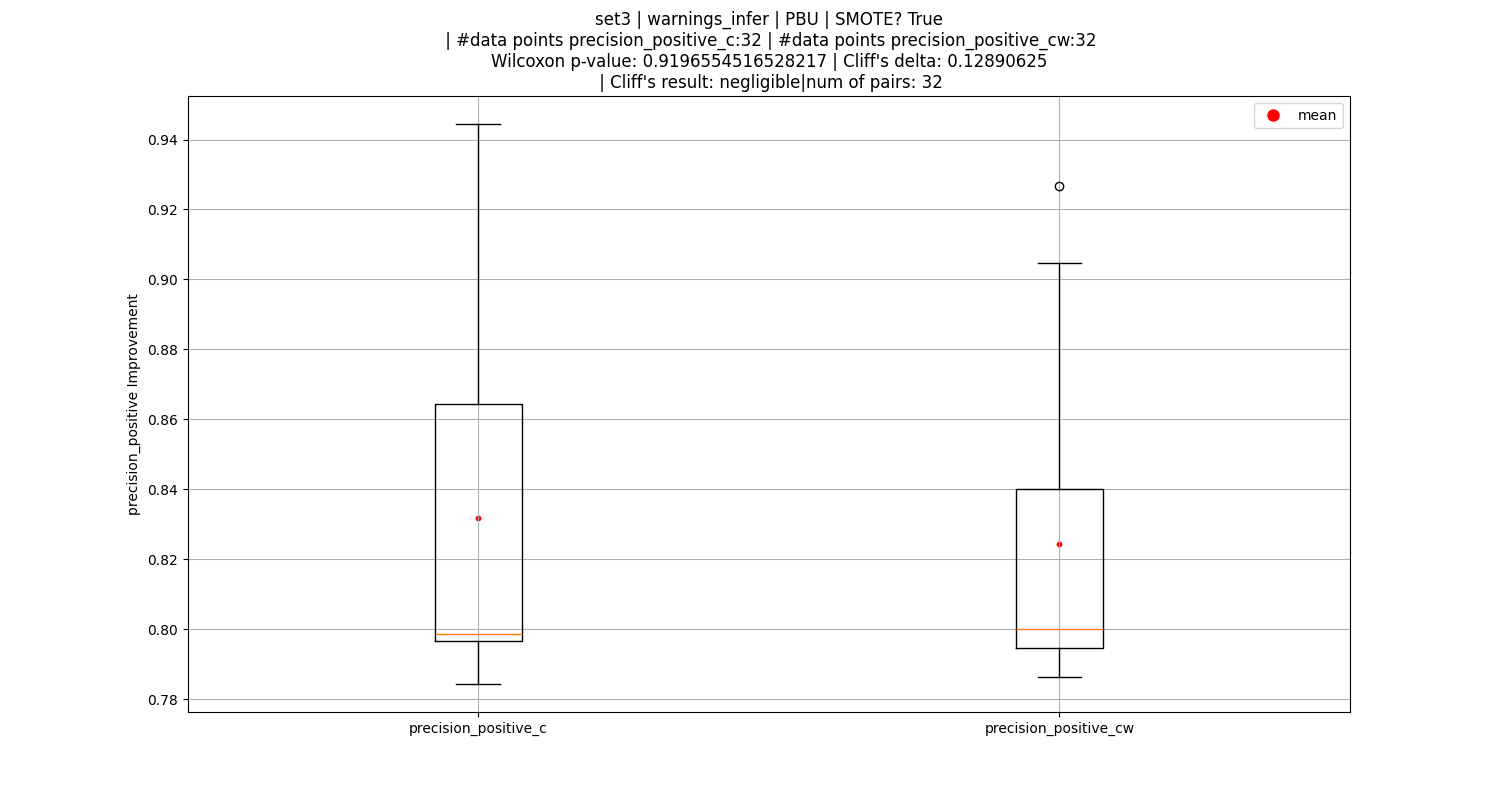 set3 | warnings_infer | PBU | SMOTE? True
| #data points precision_positive_c:32 | #data points precision_positive_cw:32
Wilcoxon p-value: 0.9196554516528217 | Cliff's delta: 0.12890625
| Cliff's result: negligible|num of pairs: 32
mean
0.94
0.92
0.90
0.88
0.86
0.84
0.82
0.80
0.78
precision_positive Improvement
precision_positive_c
precision_positive_cw